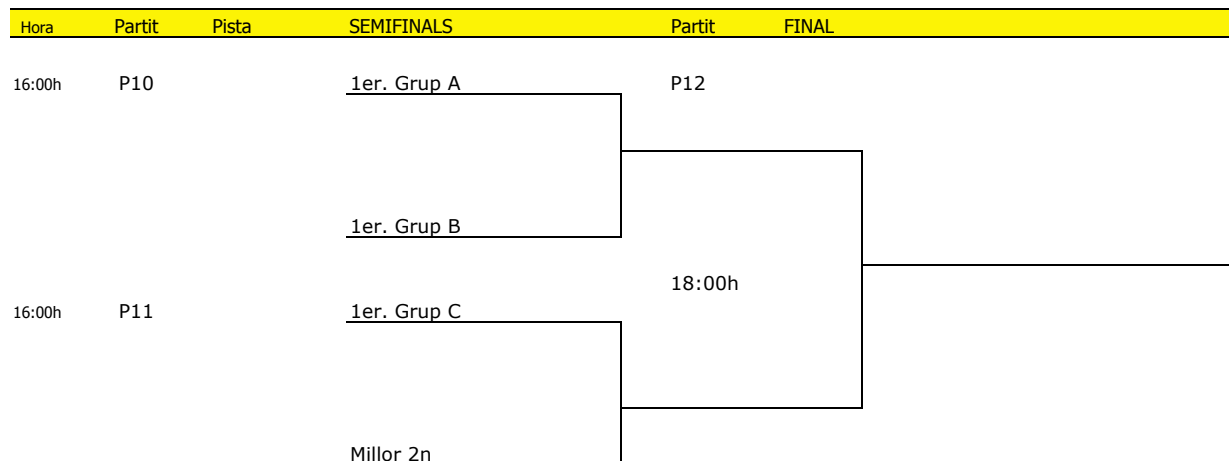 Hora Partit Pista SEMIFINALS Partit FINAL
16:00h P10 1er. Grup A P12
1er. Grup B
18:00h
16:00h P11 1er. Grup C
Millor 2n